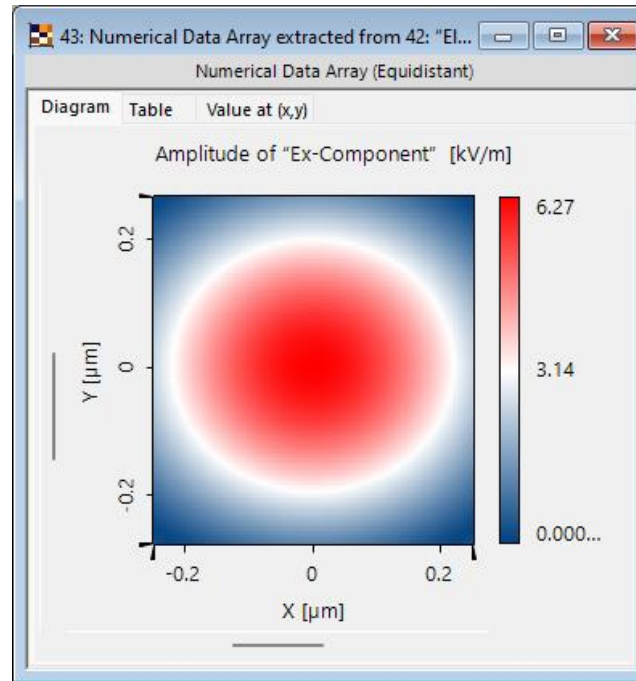 43: Numerical Data Array extracted from 42: "El...
Numerical Data Array (Equidistant)
Diagram Table Value at (x,y)
Amplitude of "Ex-Component" [kV/m]
6.27
3.14
0.000...
Y [µm]
0.2
0
-0.2
-0.2 0 0.2
X [µm]